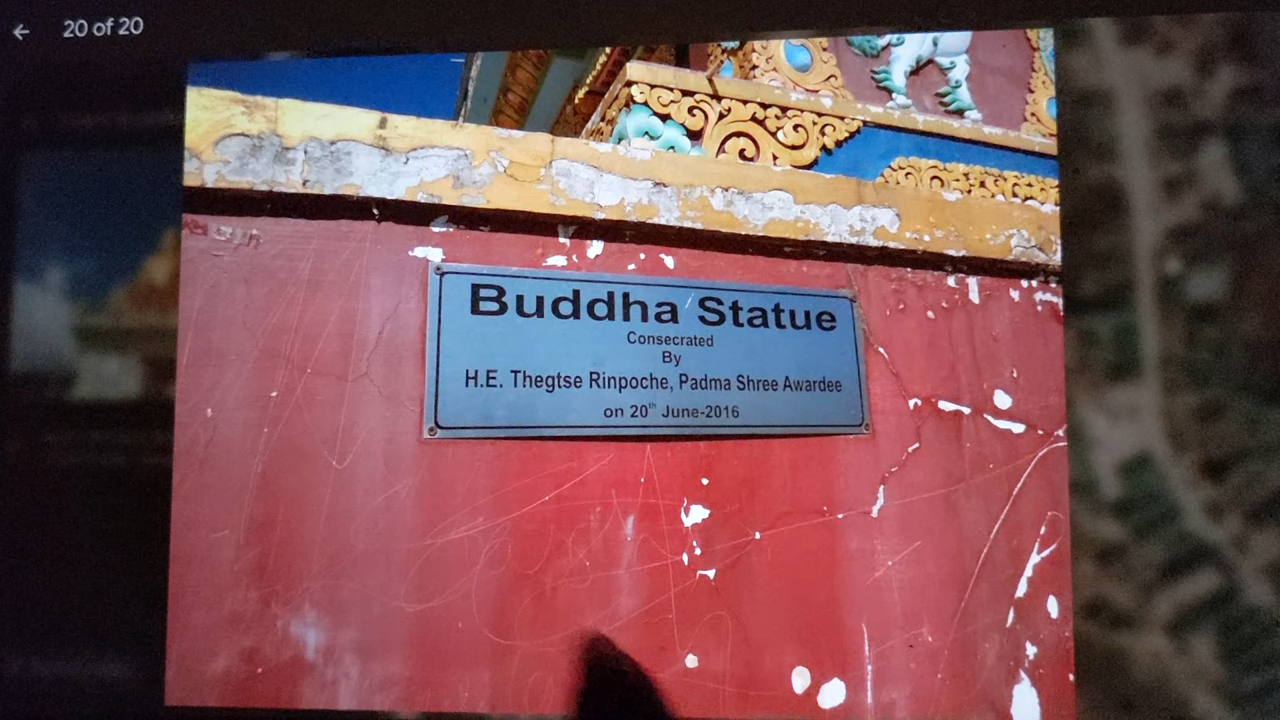 20 of 20
Buddha Statue
Consecrated
By
H.E. Thegtse Rinpoche, Padma Shree Awardee
on 20th June-2016